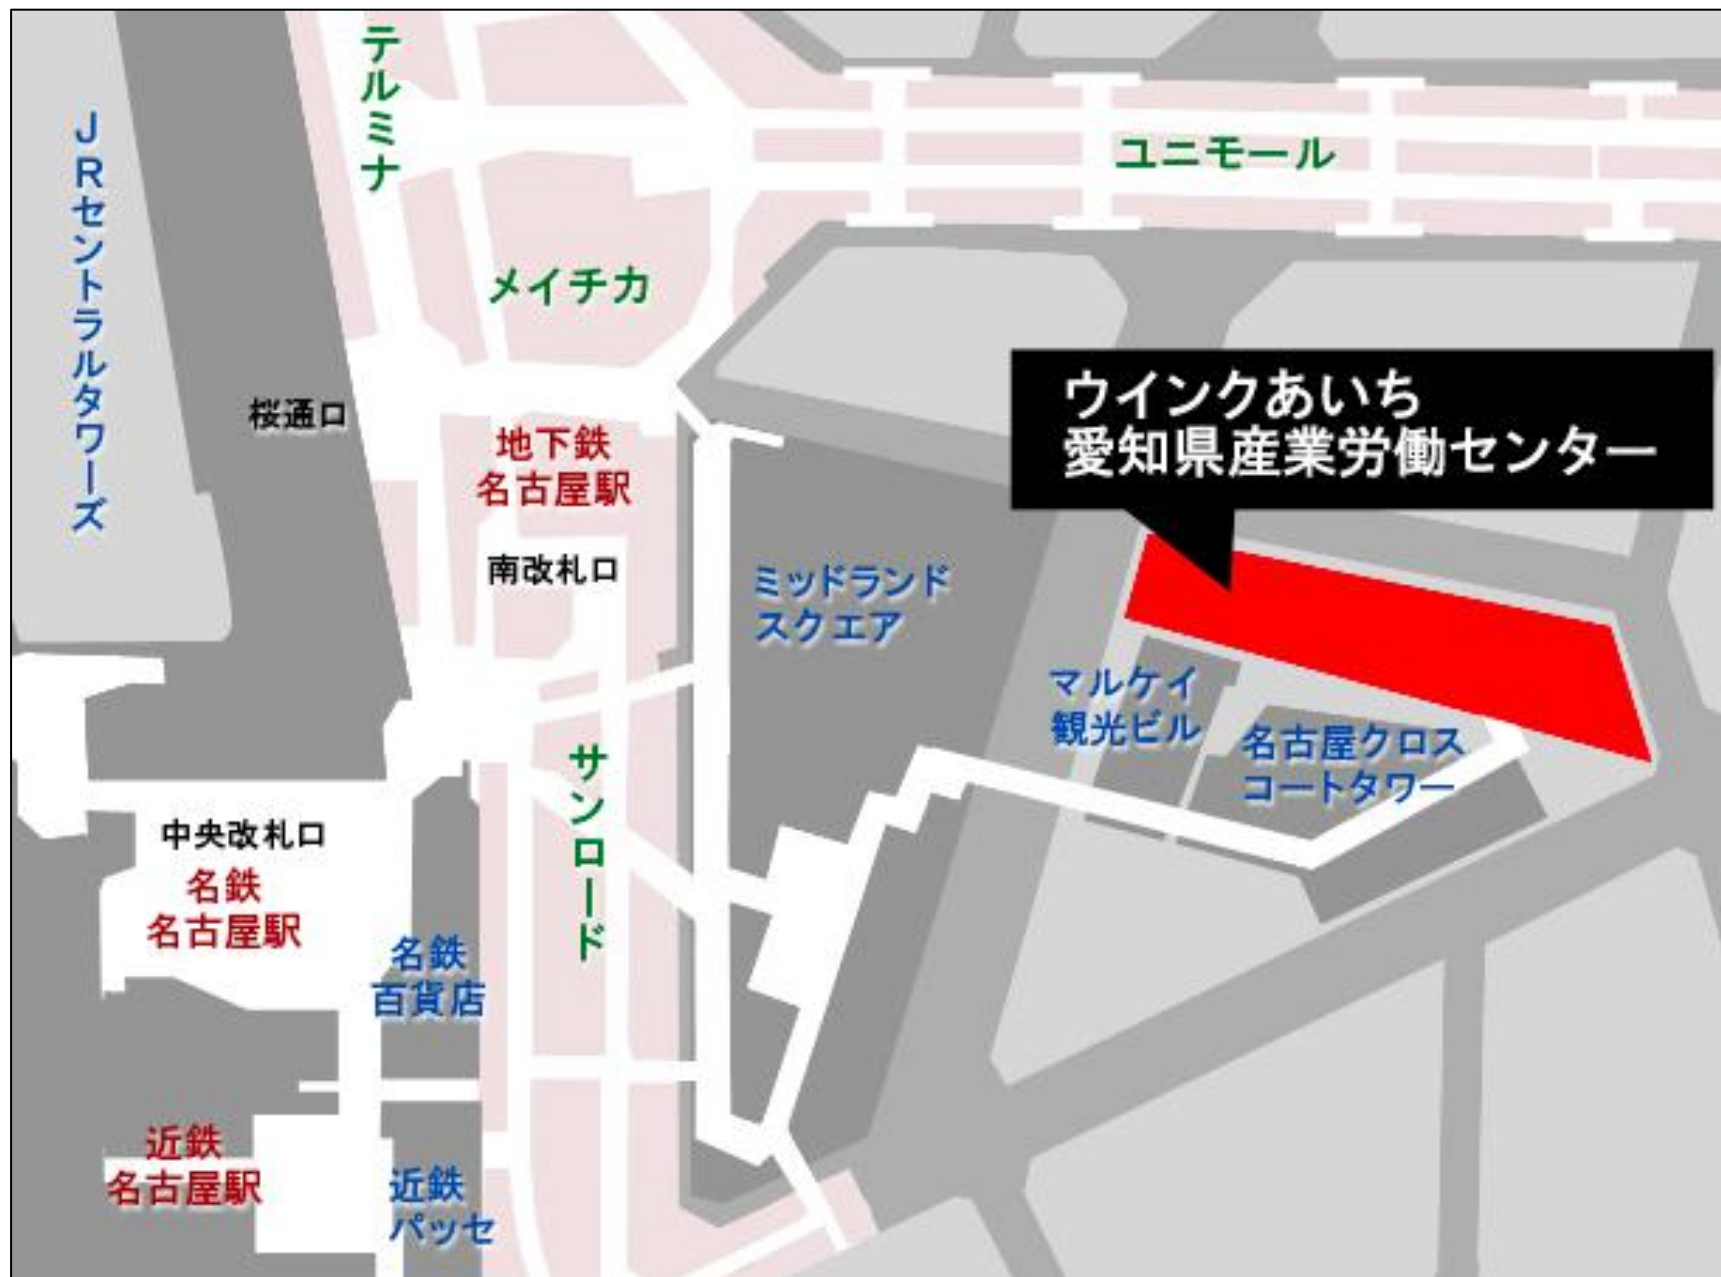 テルミナ
JRセントラルタワーズ
ユニモール
メイチカ
桜通口
地下鉄
名古屋駅
南改札口
ウインクあいち
愛知県産業労働センター
ミッドランド
スクエア
マルケイ
観光ビル
名古屋クロス
コートタワー
サンロード
中央改札口
名鉄
名古屋駅
名鉄
百貨店
近鉄
名古屋駅
近鉄
パッセ